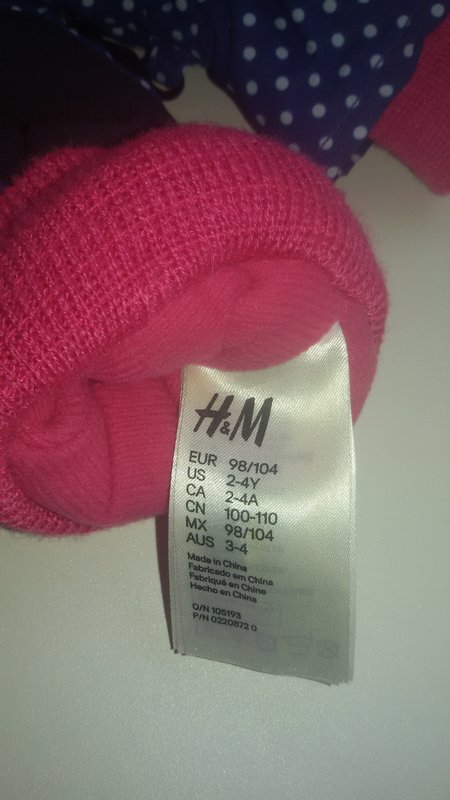 H&M
EUR 98/104
US 2-4Y
CA 2-4A
CN 100-110
MX 98/104
AUS 3-4
Made in China
Fabricado em China
Fabriqué en China
Hecho en China
O/N 105193
P/N 0220872 0